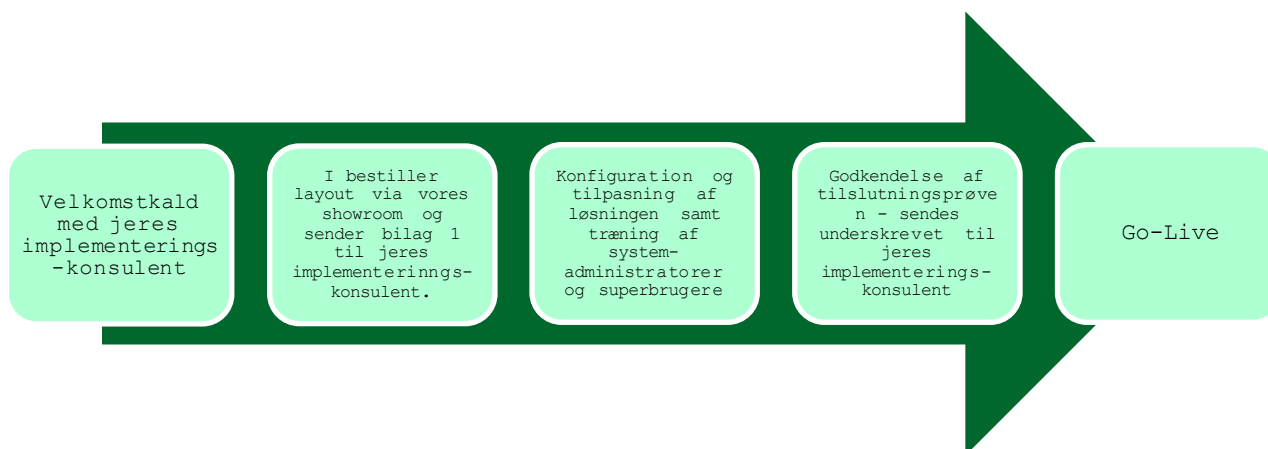 Velkomstkald
med jeres
implementerings
-konsulent
I bestiller
layout via vores
showroom og
sender bilag 1
til jeres
implementerinngs-
konsulent.
Konfiguration og
tilpasning af
løsningen samt
træning af
system-
administratorer
og superbrugere
Godkendelse af
tilslutningsprøve
n - sendes
underskrevet til
jeres
implementerings-
konsulent
Go-Live